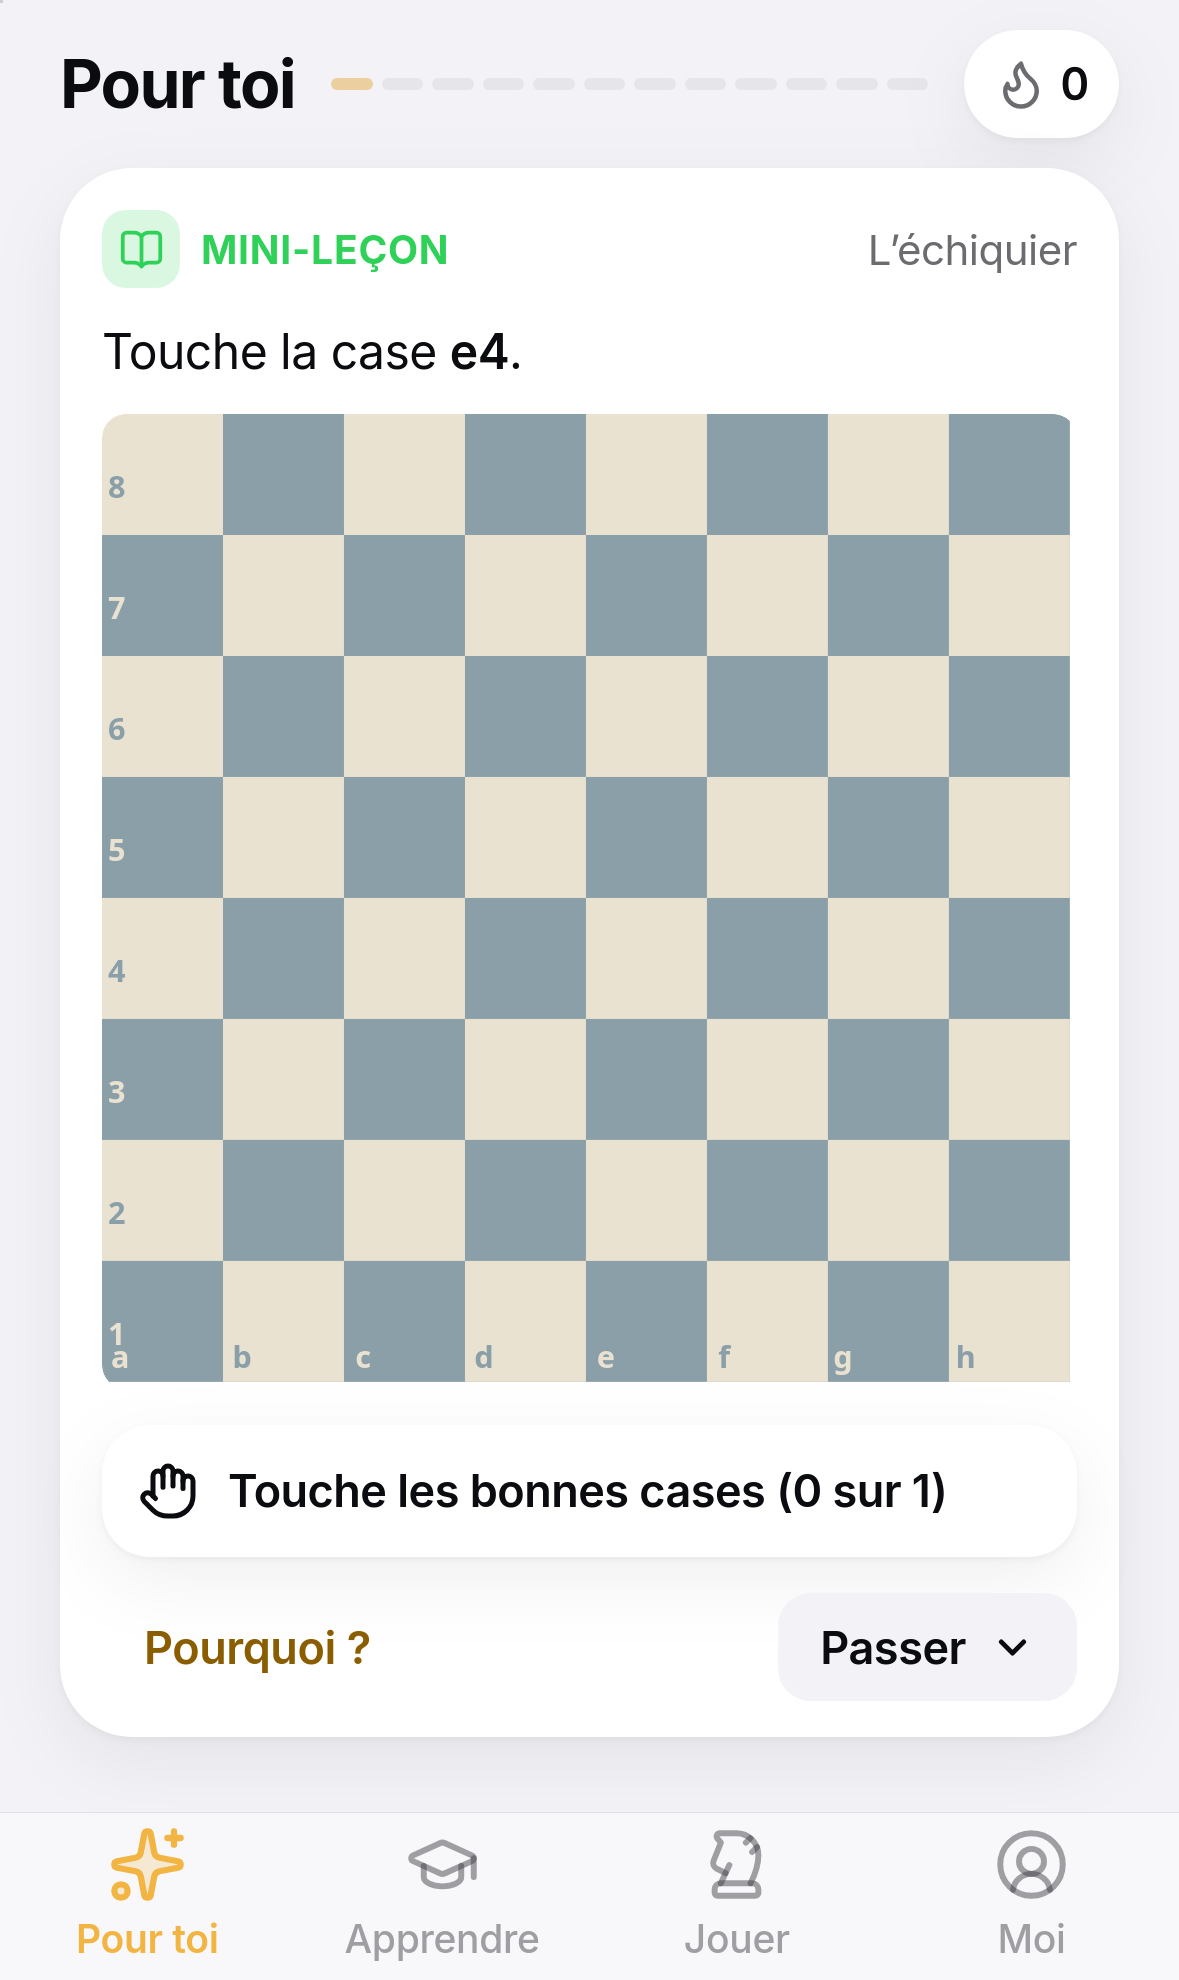 Pour toi
0
MINI-LEÇON
L’échiquier
Touche la case e4.
8
7
6
5
4
3
2
1
a b c d e f g h
Touche les bonnes cases (0 sur 1)
Pourquoi ?
Passer
Pour toi
Apprendre
Jouer
Moi